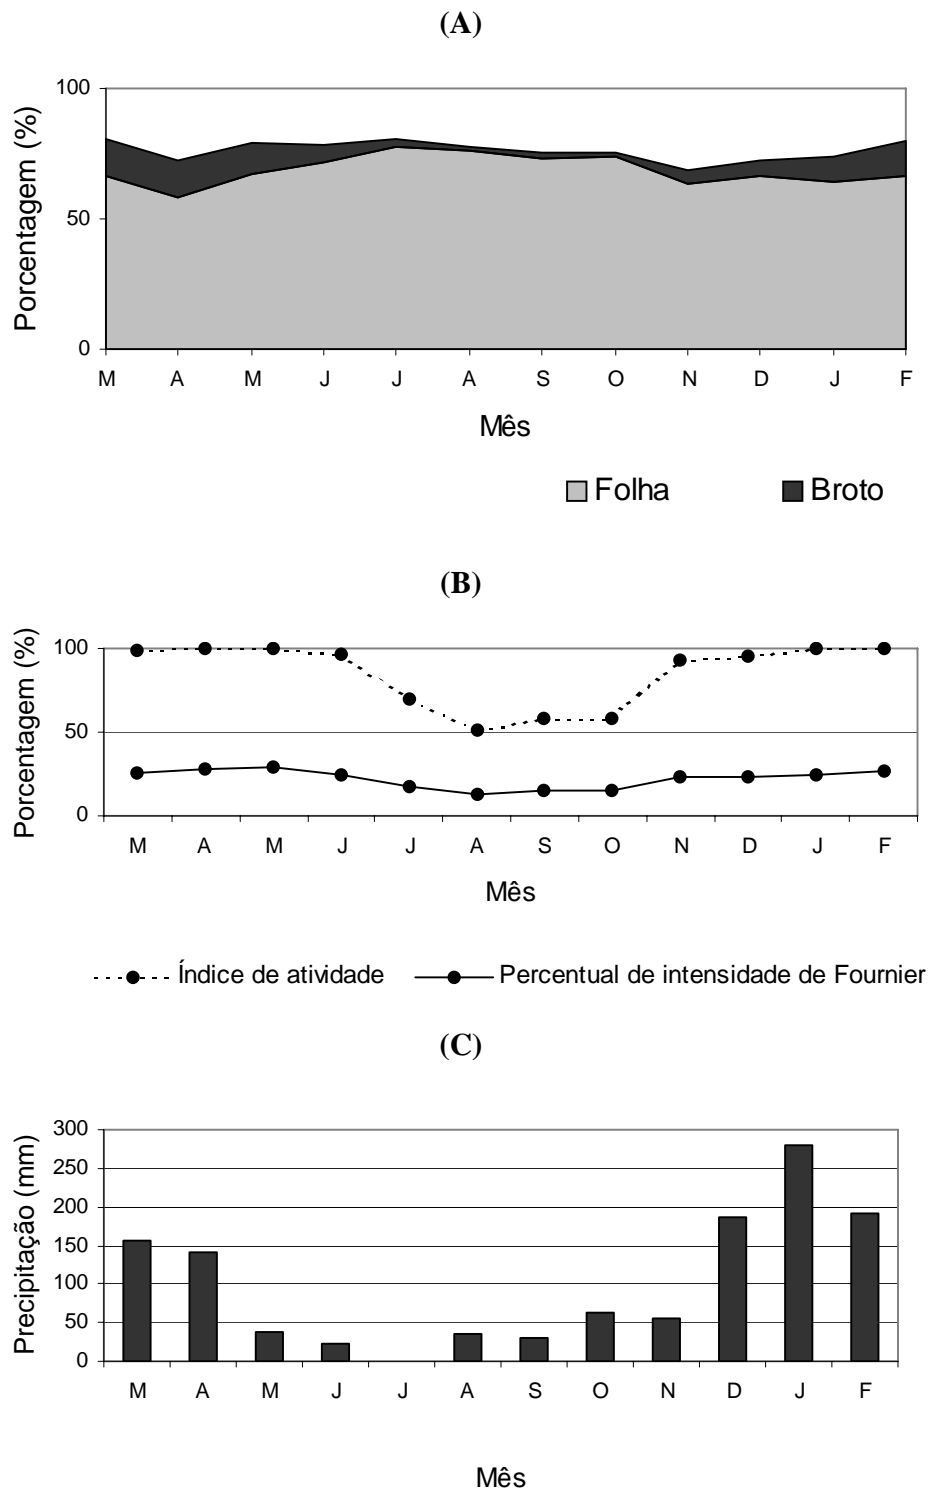 (A)
Porcentagem (%)
100
50
0
M A M J J A S O N D J F
Mês
Folha Broto
(B)
Porcentagem (%)
100
50
0
M A M J J A S O N D J F
Mês
Índice de atividade Percentual de intensidade de Fournier
(C)
Precipitação (mm)
300
250
200
150
100
50
0
M A M J J A S O N D J F
Mês